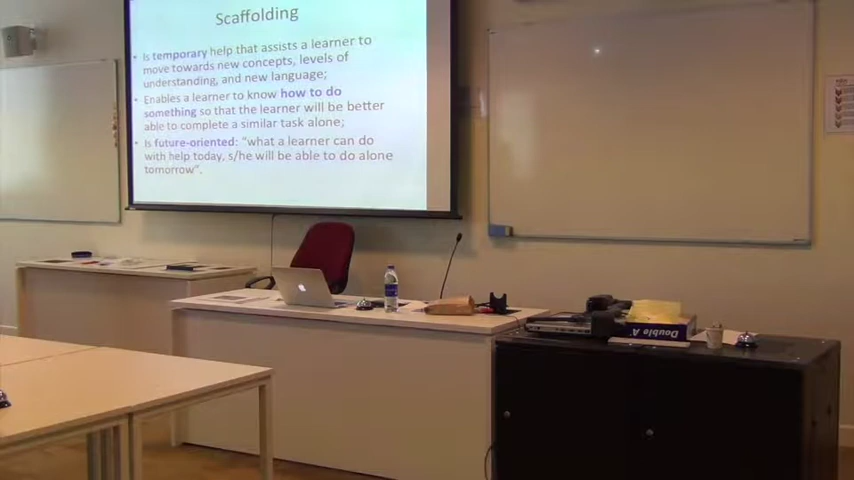 Scaffolding
• Is temporary help that assists a learner to
move towards new concepts, levels of
understanding, and new language;
• Enables a learner to know how to do
something so that the learner will be better
able to complete a similar task alone;
• Is future-oriented: “what a learner can do
with help today, s/he will be able to do alone
tomorrow”.
Double A